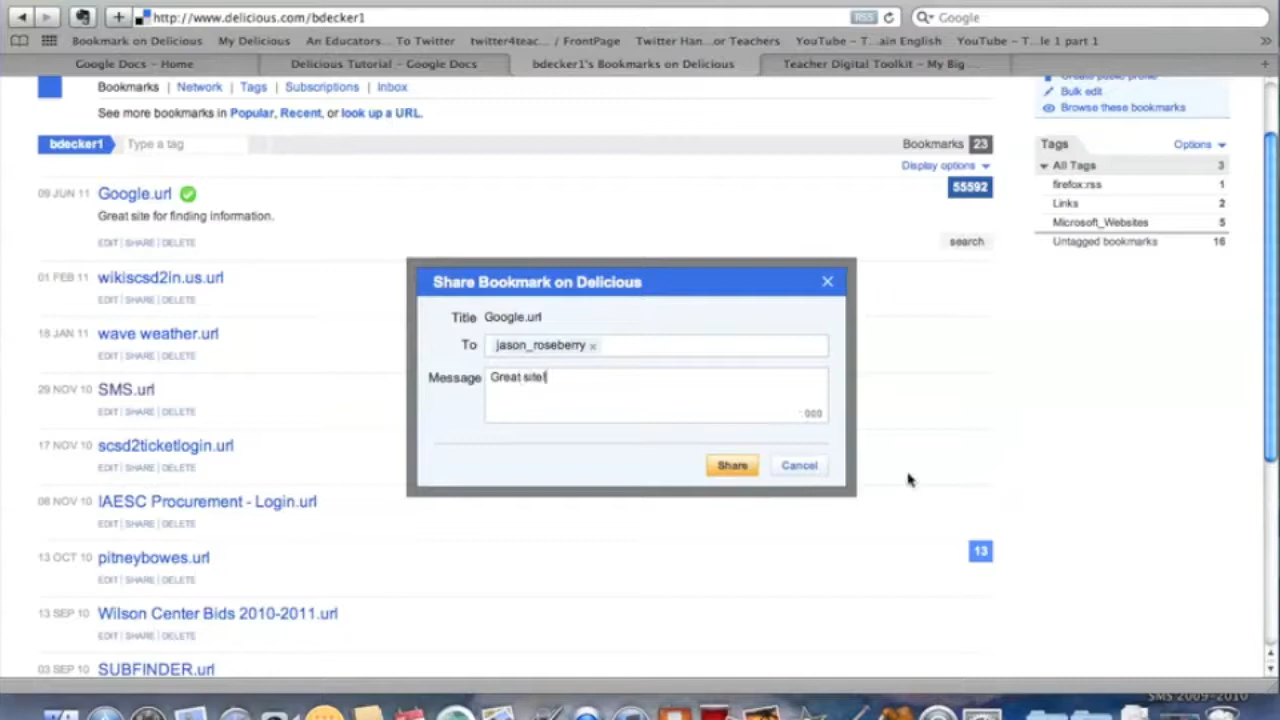 http://www.delicious.com/bdecker1
RSS
Google
Bookmark on Delicious
My Delicious
An Educators... To Twitter
twitter4teac... / FrontPage
Twitter Han...or Teachers
YouTube – T...ain English
YouTube – T...le 1 part 1
Google Docs – Home
Delicious Tutorial – Google Docs
bdecker1's Bookmarks on Delicious
Teacher Digital Toolkit – My Big ...
Bookmarks | Network | Tags | Subscriptions | Inbox
See more bookmarks in Popular, Recent, or look up a URL.
bdecker1
Type a tag
Bookmarks 23
Display options
09 JUN 11 Google.url
55592
Great site for finding information.
EDIT | SHARE | DELETE
search
01 FEB 11 wikiscsd2in.us.url
EDIT | SHARE | DELETE
18 JAN 11 wave weather.url
EDIT | SHARE | DELETE
29 NOV 10 SMS.url
EDIT | SHARE | DELETE
17 NOV 10 scsd2ticketlogin.url
EDIT | SHARE | DELETE
08 NOV 10 IAESC Procurement - Login.url
EDIT | SHARE | DELETE
13 OCT 10 pitneybowes.url
13
EDIT | SHARE | DELETE
13 SEP 10 Wilson Center Bids 2010-2011.url
EDIT | SHARE | DELETE
03 SEP 10 SUBFINDER.url
Share Bookmark on Delicious
Title Google.url
To jason_roseberry
Message Great site!
Share
Cancel
Create public profile
Bulk edit
Browse these bookmarks
Tags
Options
All Tags 3
firefox:rss 1
Links 2
Microsoft_Websites 5
Untagged bookmarks 16
SMS 2009-2010